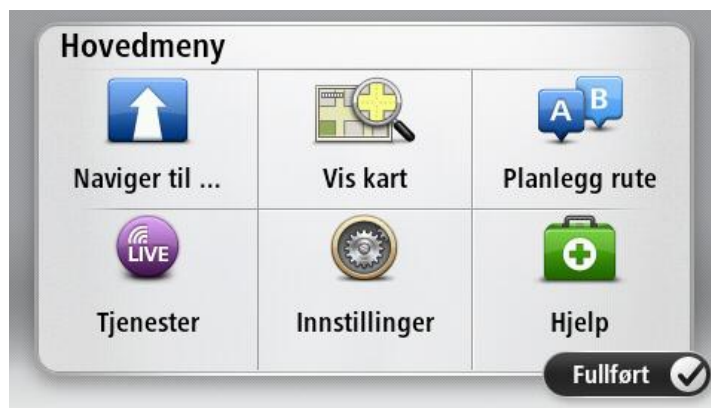 Hovedmeny
A B
Naviger til ...
Vis kart
Planlegg rute
LIVE
Tjenester
Innstillinger
Hjelp
Fullført